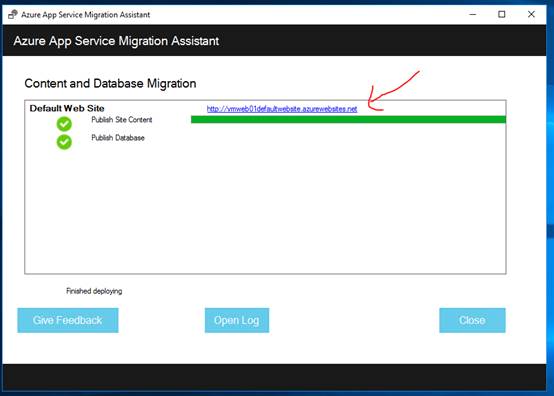 Azure App Service Migration Assistant
Azure App Service Migration Assistant
Content and Database Migration
Default Web Site http://vmweb01defaultwebsite.azurewebsites.net
Publish Site Content
Publish Database
Finished deploying
Give Feedback Open Log Close